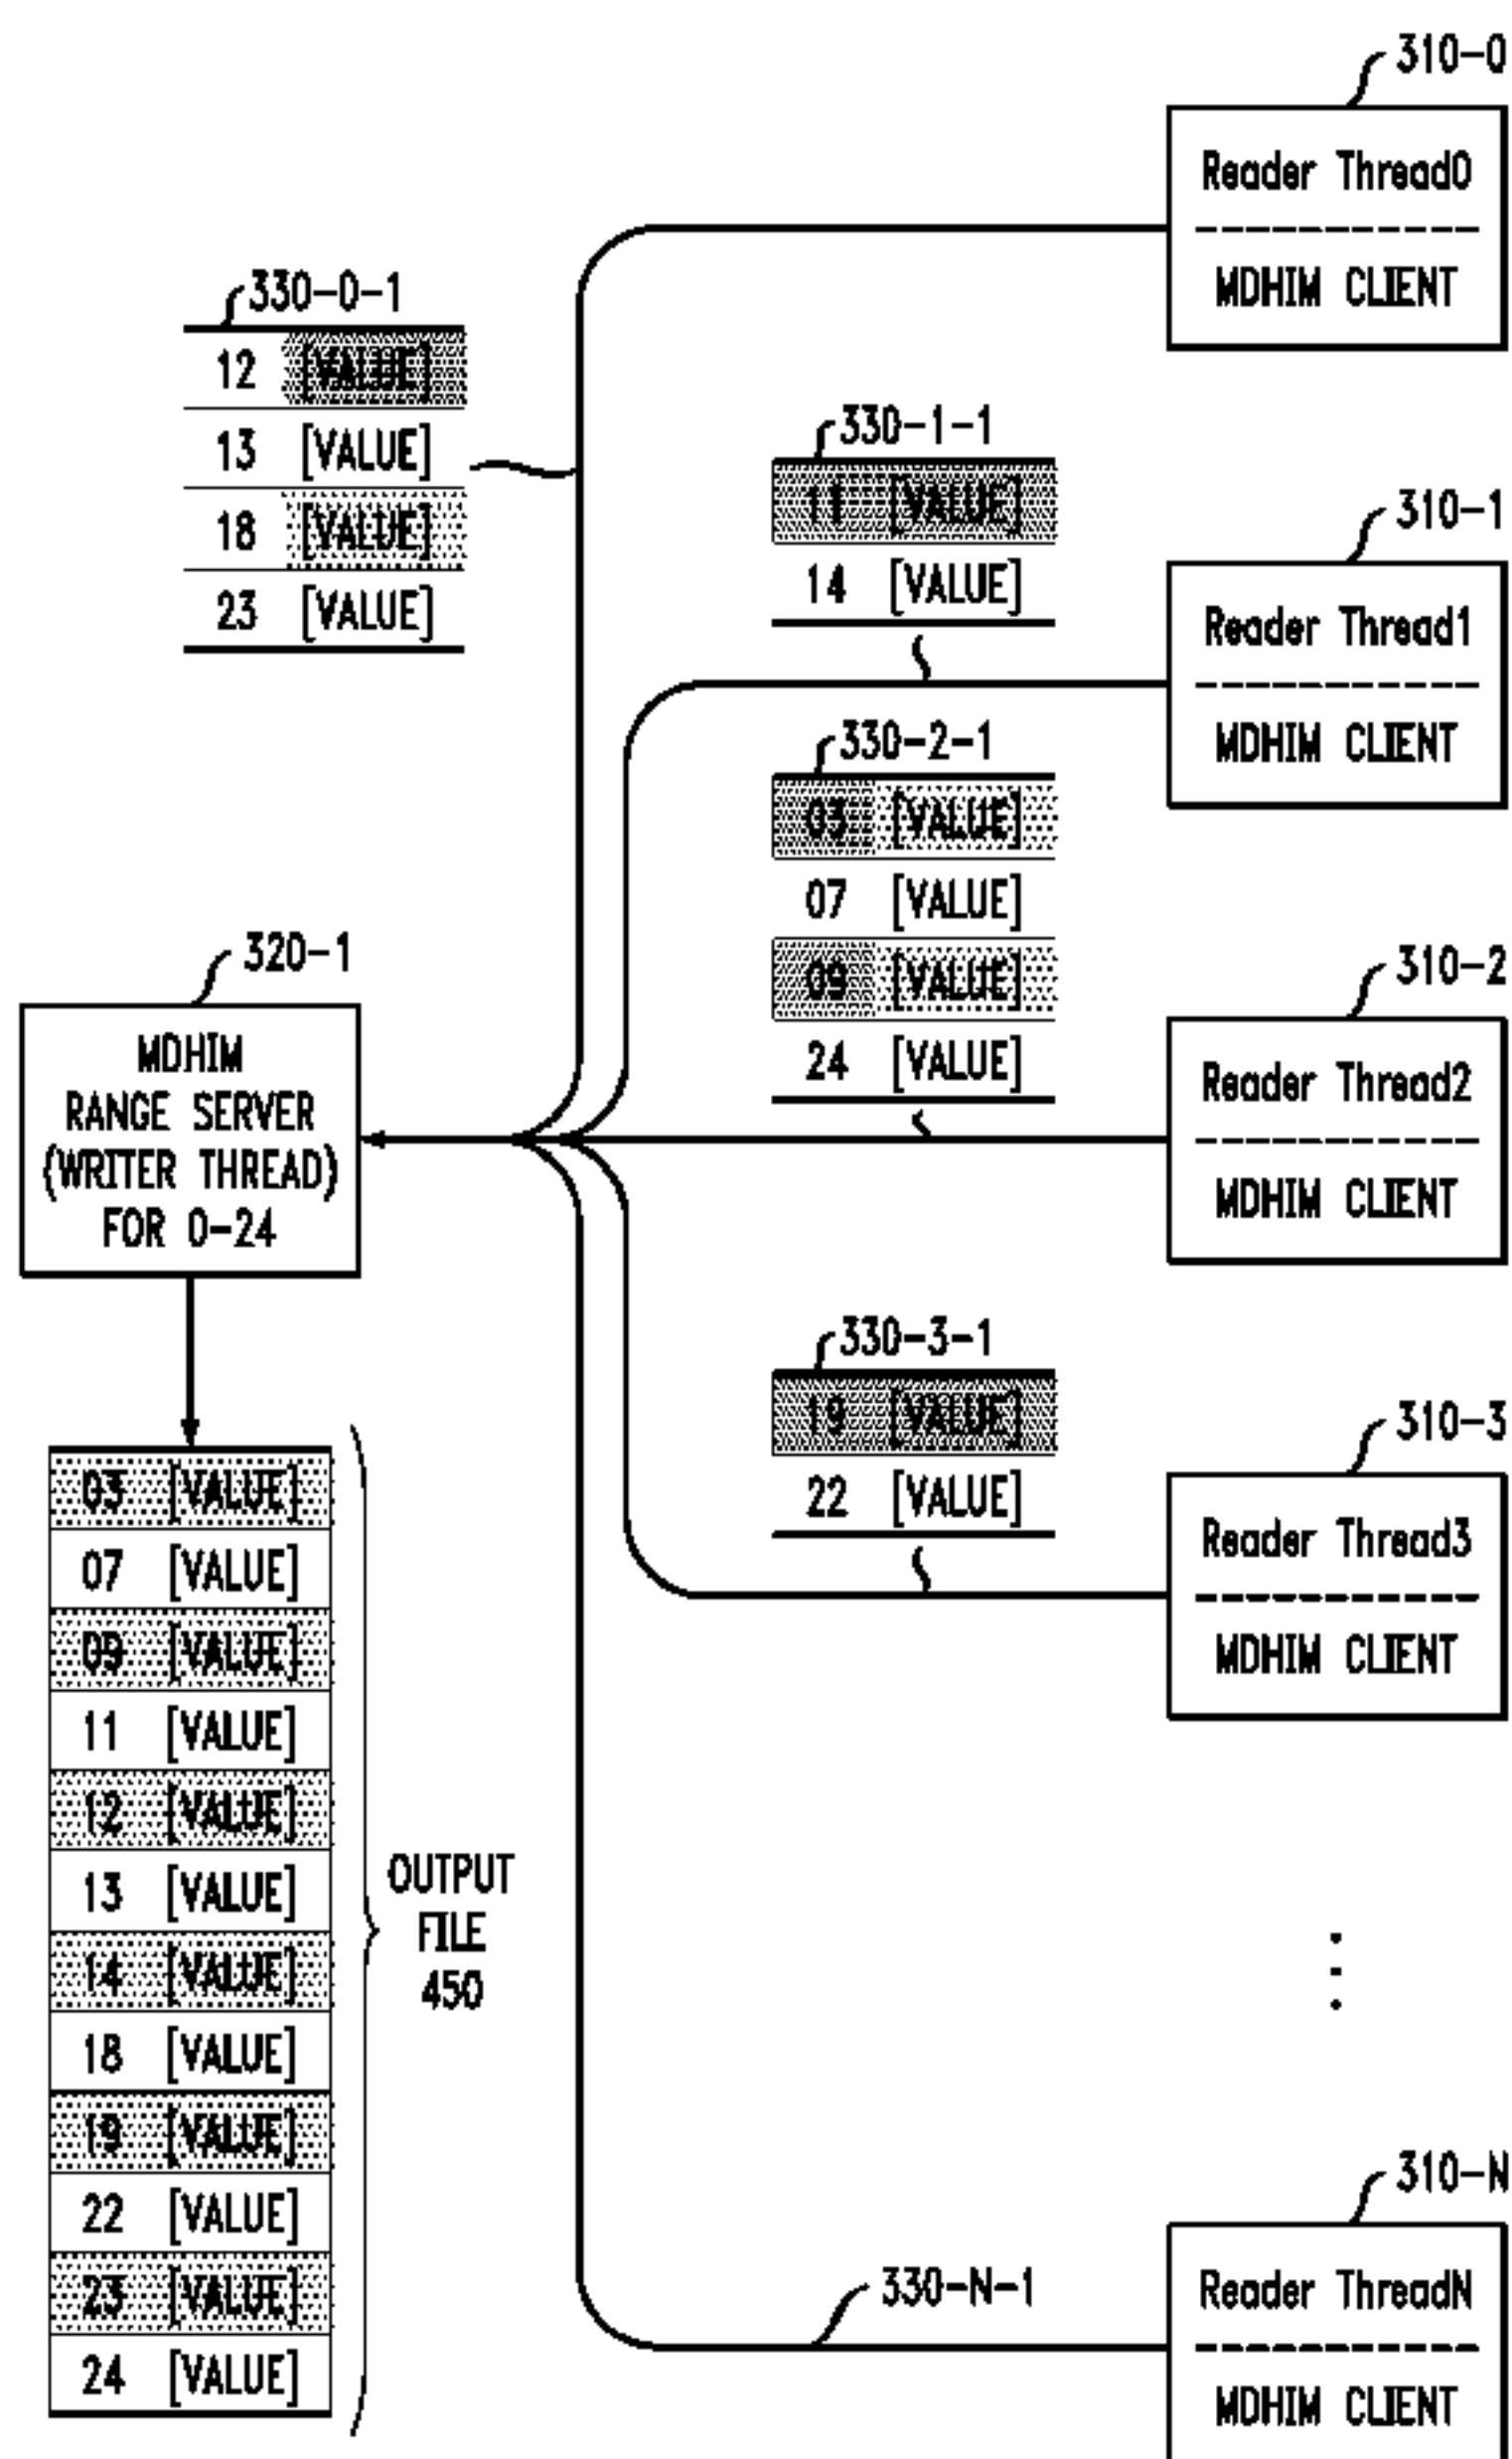 310-0
Reader Thread0
MDHIM CLIENT
330-0-1
12 [VALUE]
13 [VALUE]
18 [VALUE]
23 [VALUE]
330-1-1
11 [VALUE]
14 [VALUE]
310-1
Reader Thread1
MDHIM CLIENT
330-2-1
03 [VALUE]
07 [VALUE]
09 [VALUE]
24 [VALUE]
320-1
MDHIM
RANGE SERVER
(WRITER THREAD)
FOR 0-24
310-2
Reader Thread2
MDHIM CLIENT
330-3-1
19 [VALUE]
22 [VALUE]
310-3
Reader Thread3
MDHIM CLIENT
03 [VALUE]
07 [VALUE]
09 [VALUE]
11 [VALUE]
12 [VALUE]
13 [VALUE]
14 [VALUE]
18 [VALUE]
19 [VALUE]
22 [VALUE]
23 [VALUE]
24 [VALUE]
OUTPUT
FILE
450
330-N-1
310-N
Reader ThreadN
MDHIM CLIENT